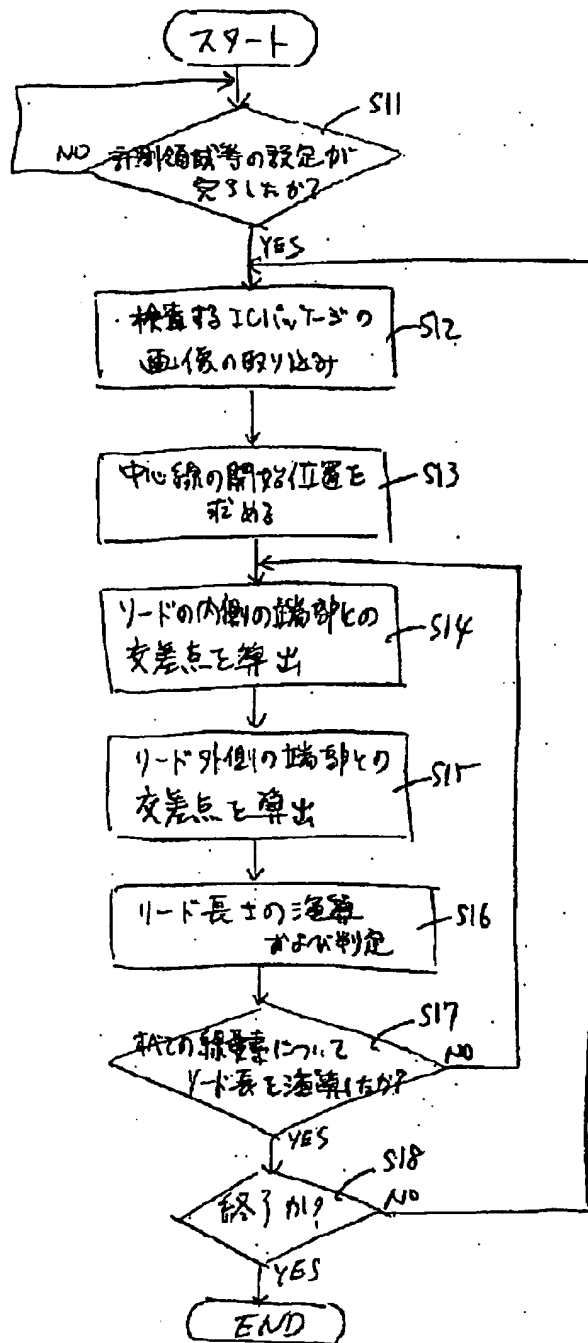 スタート
S11
NO
計測領域等の設定が
完了したか?
YES
検査するICパッケージの
画像の取り込み
S12
中心線の開始位置を
求める
S13
リードの内側の端部との
交差点を算出
S14
リード外側の端部との
交差点を算出
S15
リード長さの演算
および判定
S16
すべての線要素について
リード長を演算したか?
S17
NO
YES
終了か?
S18
NO
YES
END